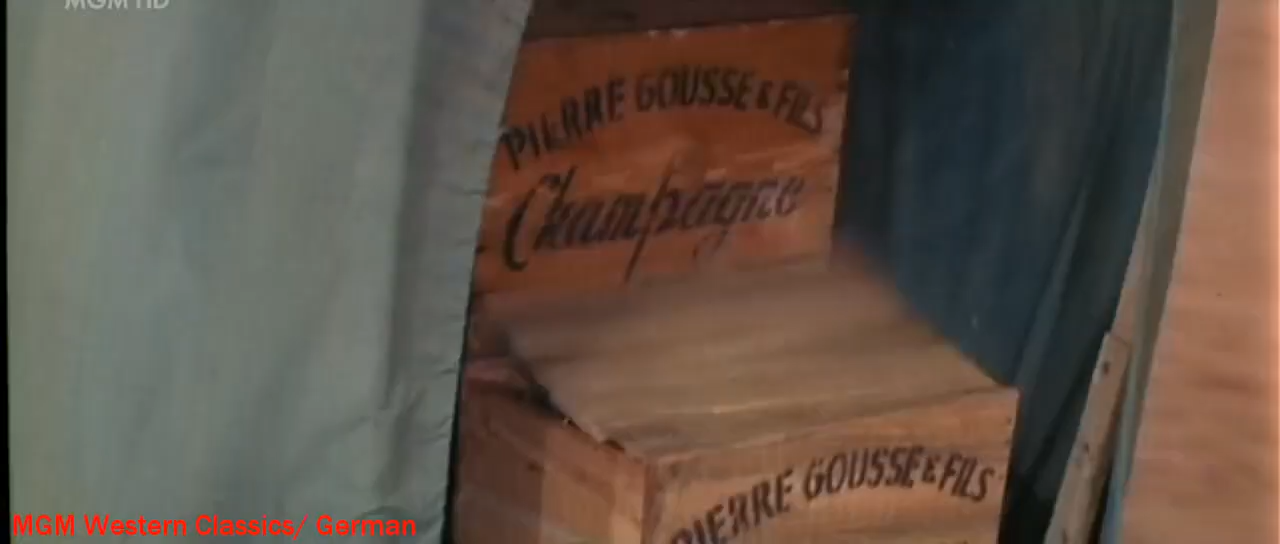 MGM HD
PIERRE GOUSSE & FILS
Champagne
PIERRE GOUSSE & FILS
MGM Western Classics/ German